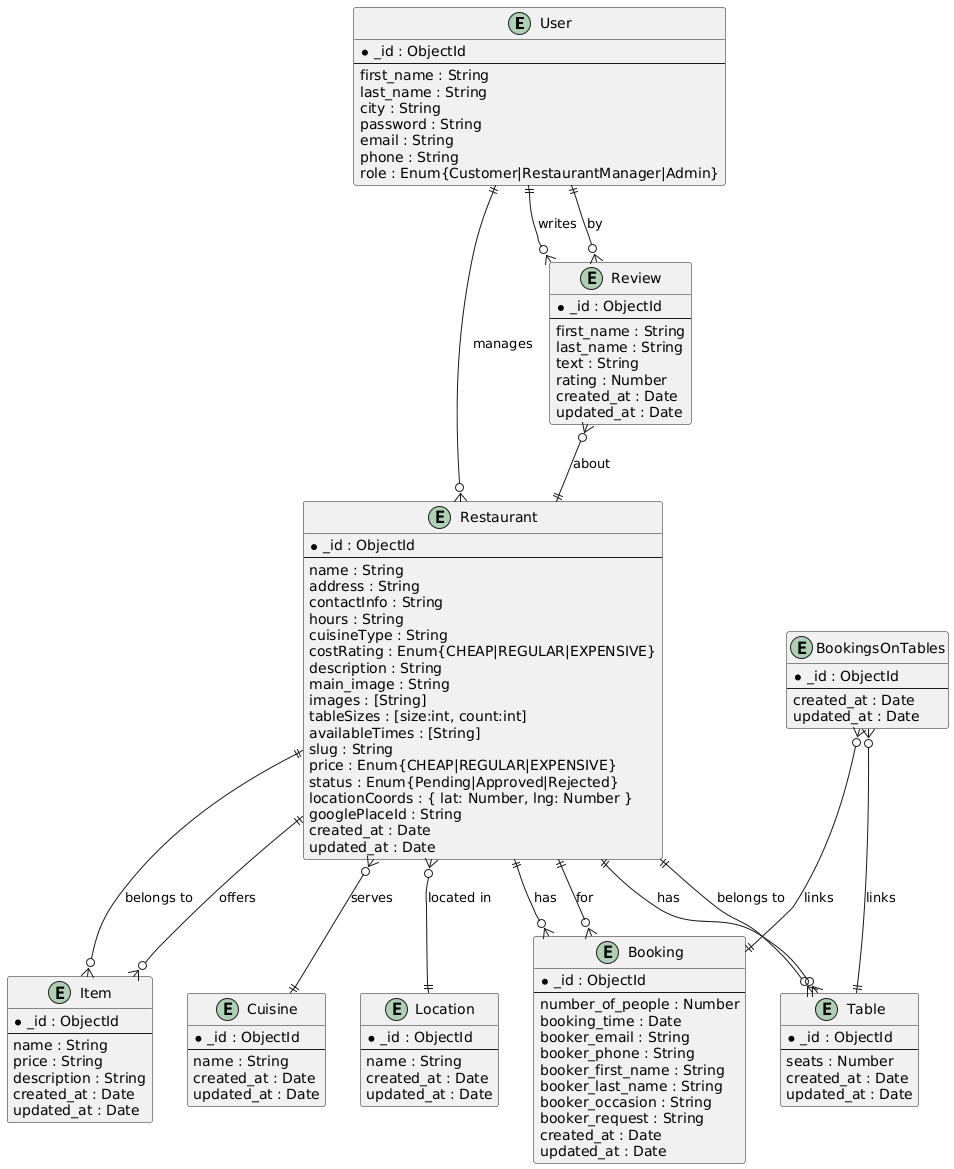 E User
* _id : ObjectId
first_name : String
last_name : String
city : String
password : String
email : String
phone : String
role : Enum{Customer|RestaurantManager|Admin}
writes
by
E Review
* _id : ObjectId
first_name : String
last_name : String
text : String
rating : Number
created_at : Date
updated_at : Date
manages
about
E Restaurant
* _id : ObjectId
name : String
address : String
contactInfo : String
hours : String
cuisineType : String
costRating : Enum{CHEAP|REGULAR|EXPENSIVE}
description : String
main_image : String
images : [String]
tableSizes : [size:int, count:int]
availableTimes : [String]
slug : String
price : Enum{CHEAP|REGULAR|EXPENSIVE}
status : Enum{Pending|Approved|Rejected}
locationCoords : { lat: Number, lng: Number }
googlePlaceId : String
created_at : Date
updated_at : Date
E BookingsOnTables
* _id : ObjectId
created_at : Date
updated_at : Date
belongs to
offers
serves
located in
has
for
has
belongs to
links
links
E Item
* _id : ObjectId
name : String
price : String
description : String
created_at : Date
updated_at : Date
E Cuisine
* _id : ObjectId
name : String
created_at : Date
updated_at : Date
E Location
* _id : ObjectId
name : String
created_at : Date
updated_at : Date
E Booking
* _id : ObjectId
number_of_people : Number
booking_time : Date
booker_email : String
booker_phone : String
booker_first_name : String
booker_last_name : String
booker_occasion : String
booker_request : String
created_at : Date
updated_at : Date
E Table
* _id : ObjectId
seats : Number
created_at : Date
updated_at : Date